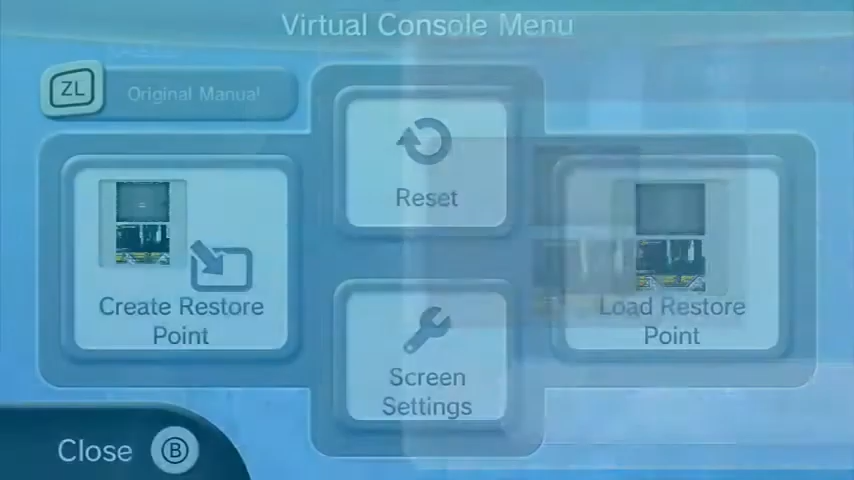 Virtual Console Menu
ZL
Original Manual
Reset
Create Restore
Point
Load Restore
Point
Screen
Settings
Close B